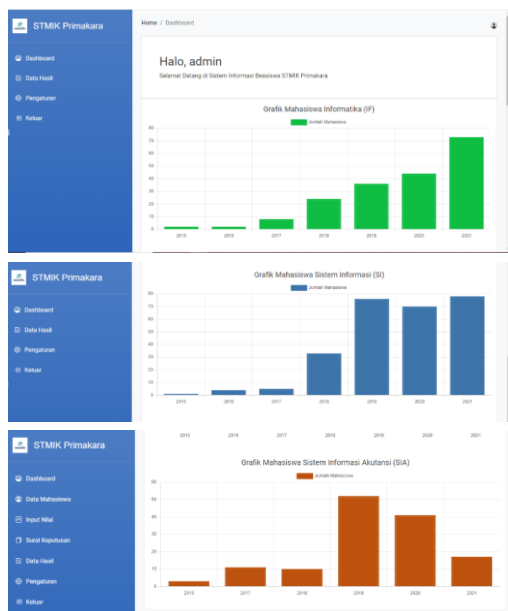 STMIK Primakara
Home / Dashboard
Dashboard
Data Hasil
Pengaturan
Keluar
Halo, admin
Selamat Datang di Sistem Informasi Beasiswa STMIK Primakara
Grafik Mahasiswa Informatika (IF)
Jumlah Mahasiswa
80
70
60
50
40
30
20
10
0
2015 2016 2017 2018 2019 2020 2021
STMIK Primakara
Dashboard
Data Hasil
Pengaturan
Keluar
Grafik Mahasiswa Sistem Informasi (SI)
Jumlah Mahasiswa
80
70
60
50
40
30
20
10
0
2015 2016 2017 2018 2019 2020 2021
STMIK Primakara
Dashboard
Data Mahasiswa
Input Nilai
Surat Keputusan
Data Hasil
Pengaturan
Keluar
2015 2016 2017 2018 2019 2020 2021
Grafik Mahasiswa Sistem Informasi Akutansi (SIA)
Jumlah Mahasiswa
60
50
40
30
20
10
0
2015 2016 2017 2018 2019 2020 2021